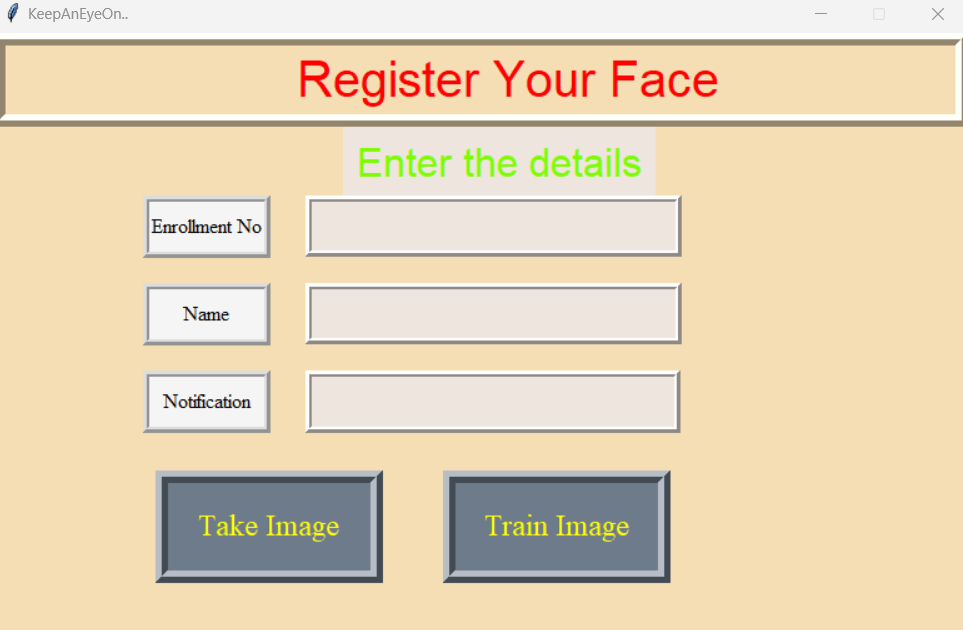 KeepAnEyeOn..
Register Your Face
Enter the details
Enrollment No
Name
Notification
Take Image
Train Image